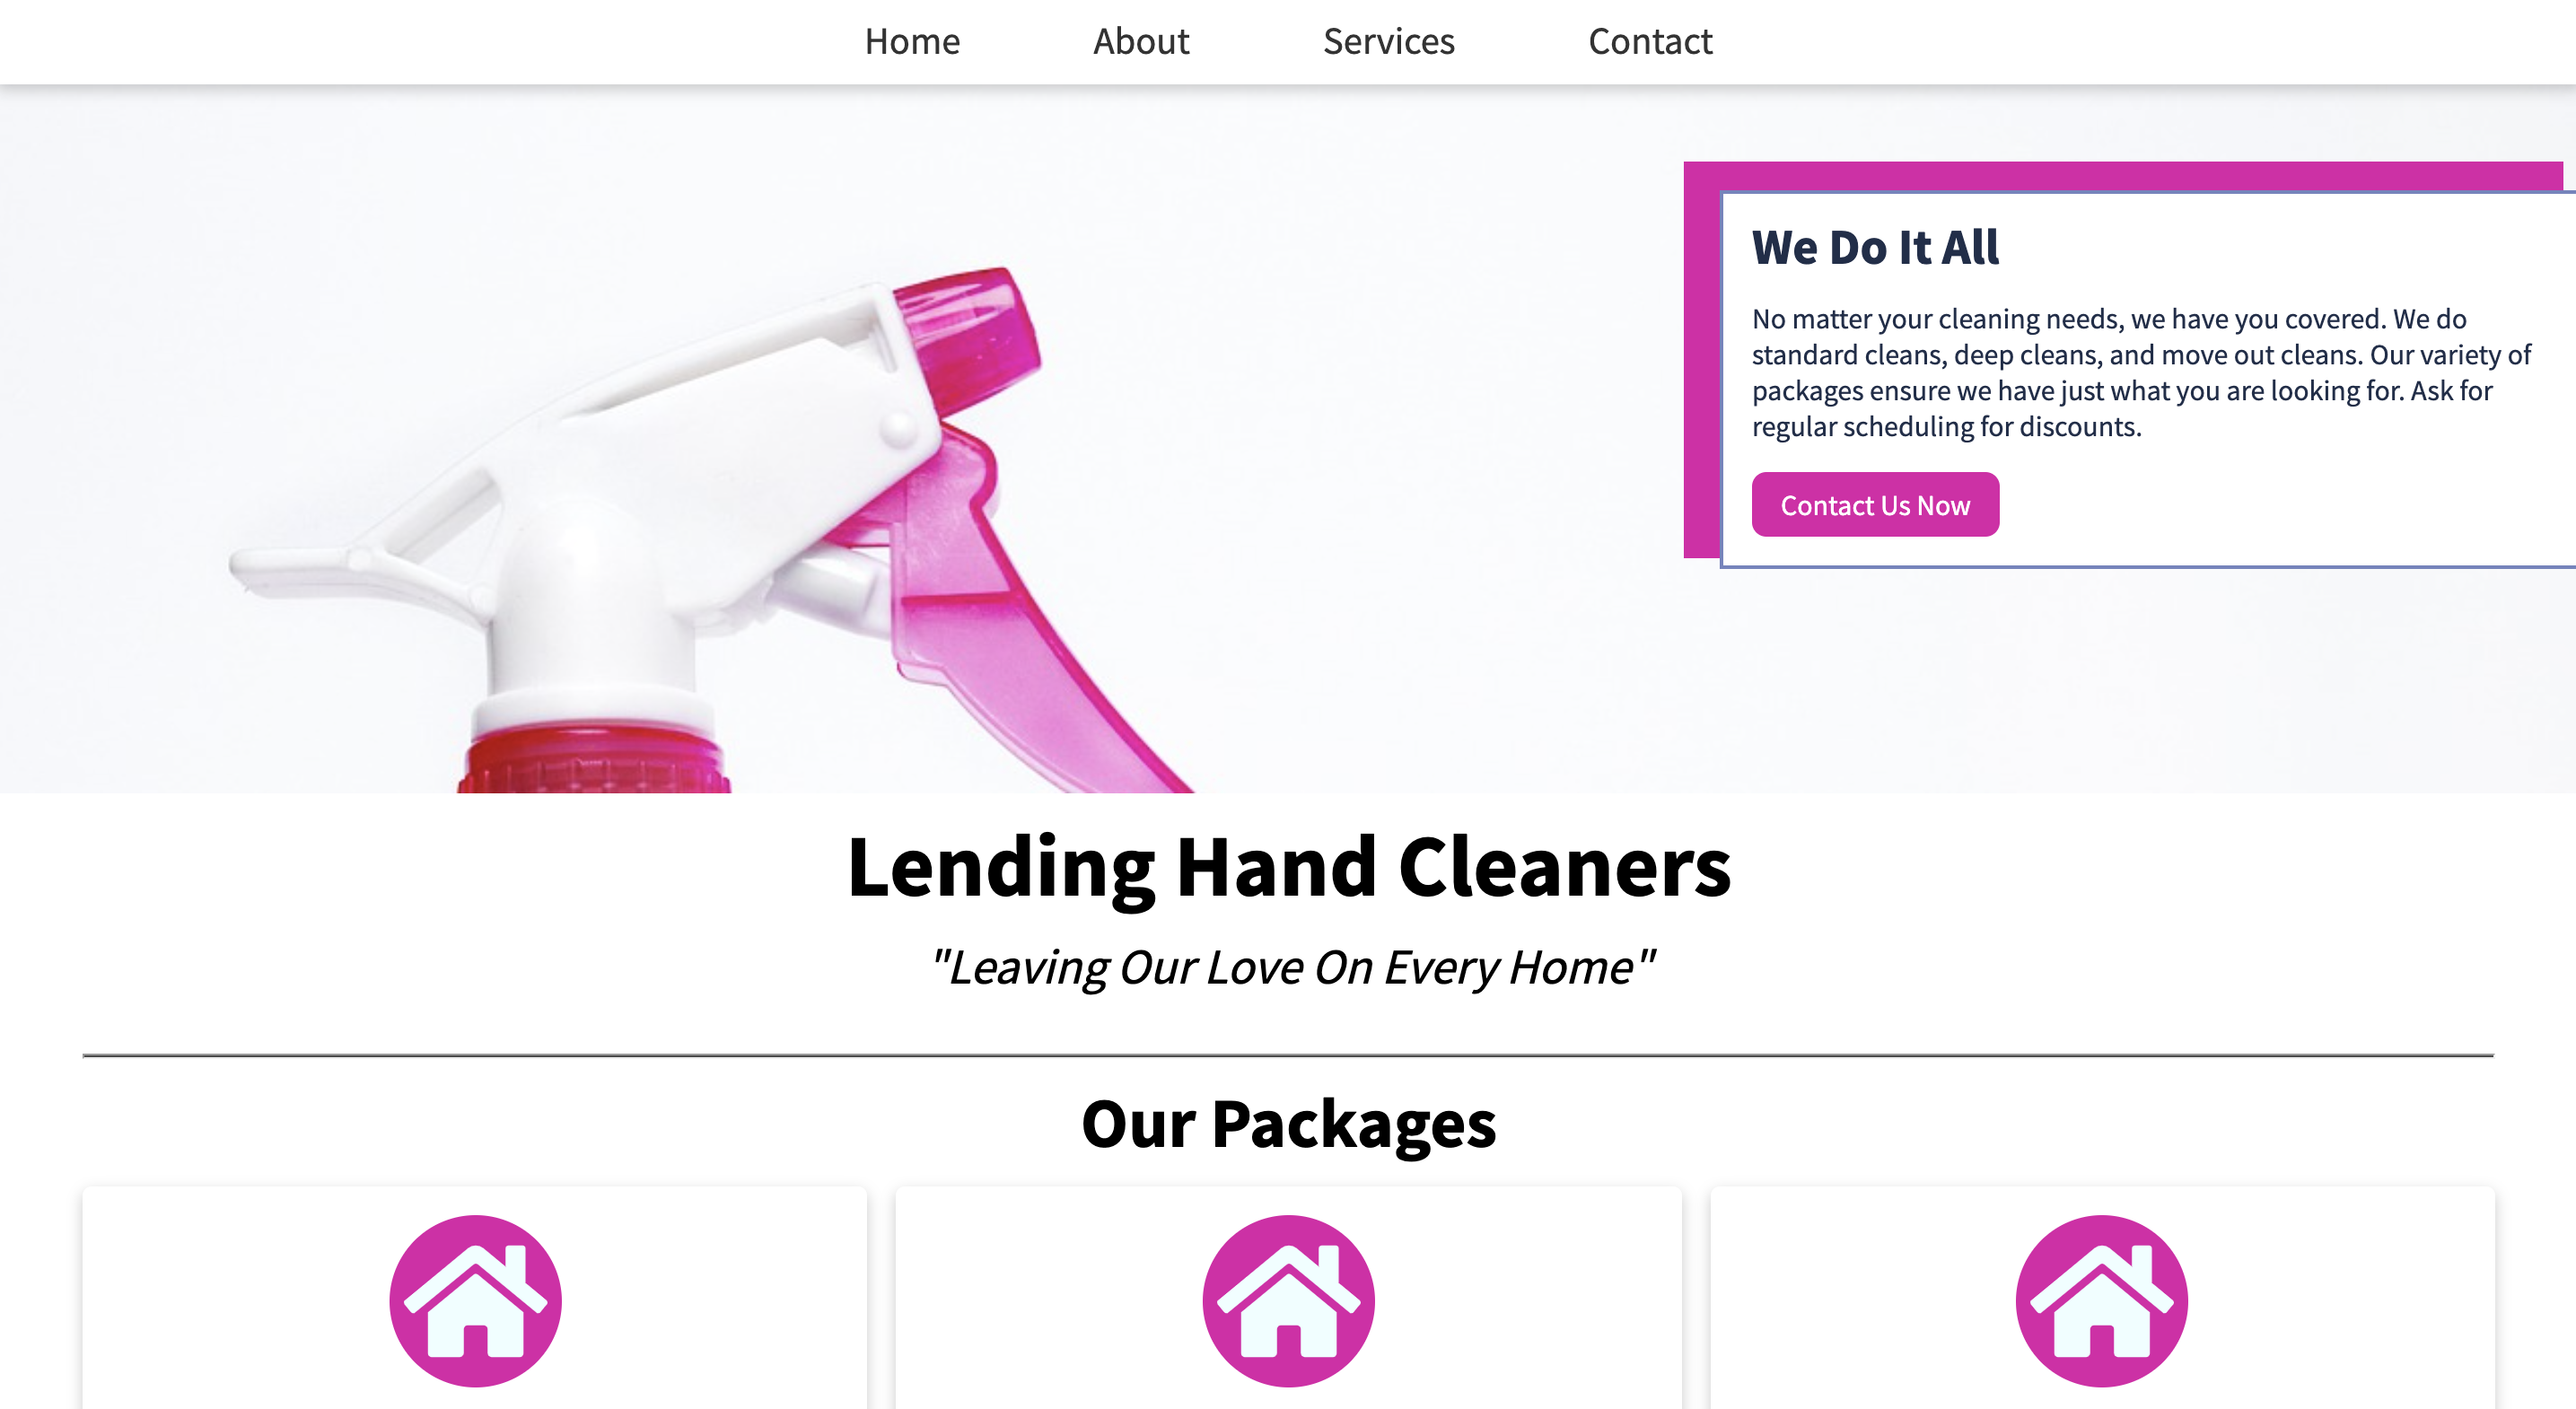 Home About Services Contact
We Do It All
No matter your cleaning needs, we have you covered. We do
standard cleans, deep cleans, and move out cleans. Our variety of
packages ensure we have just what you are looking for. Ask for
regular scheduling for discounts.
Contact Us Now
Lending Hand Cleaners
"Leaving Our Love On Every Home"
Our Packages